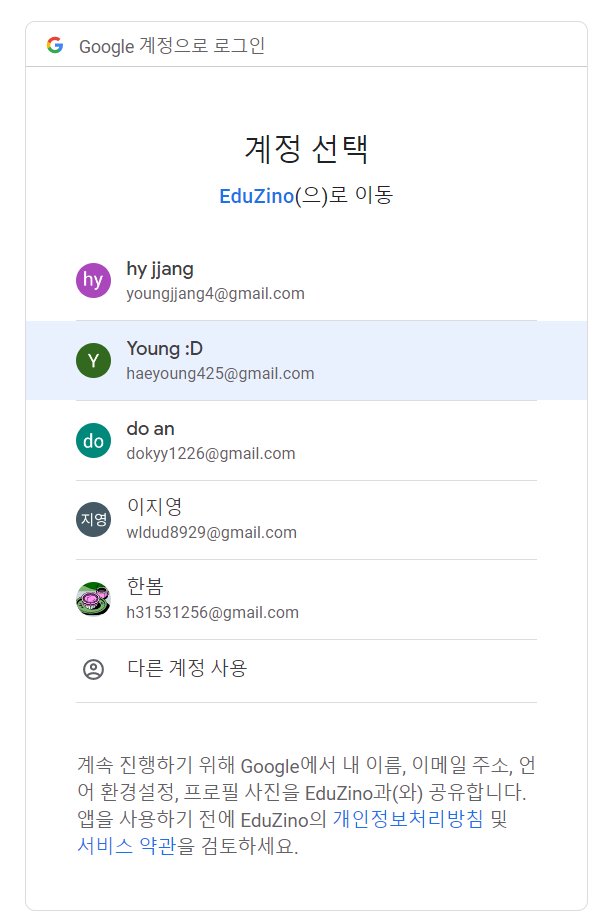 Google 계정으로 로그인
계정 선택
EduZino(으)로 이동
hy
hy jjang
youngjjang4@gmail.com
Y
Young :D
haeyoung425@gmail.com
do
do an
dokyy1226@gmail.com
지영
이지영
wldud8929@gmail.com
한봄
h31531256@gmail.com
다른 계정 사용
계속 진행하기 위해 Google에서 내 이름, 이메일 주소, 언
어 환경설정, 프로필 사진을 EduZino과(와) 공유합니다.
앱을 사용하기 전에 EduZino의 개인정보처리방침 및
서비스 약관을 검토하세요.